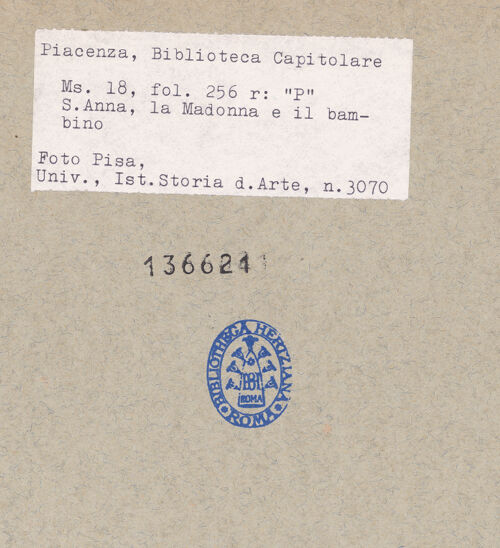 Piacenza, Biblioteca Capitolare
Ms. 18, fol. 256 r: "P"
S.Anna, la Madonna e il bam-
bino
Foto Pisa,
Univ., Ist.Storia d.Arte, n.3070
136621
BIBLIOTHECA HERTZIANA
ROMA
ROMA